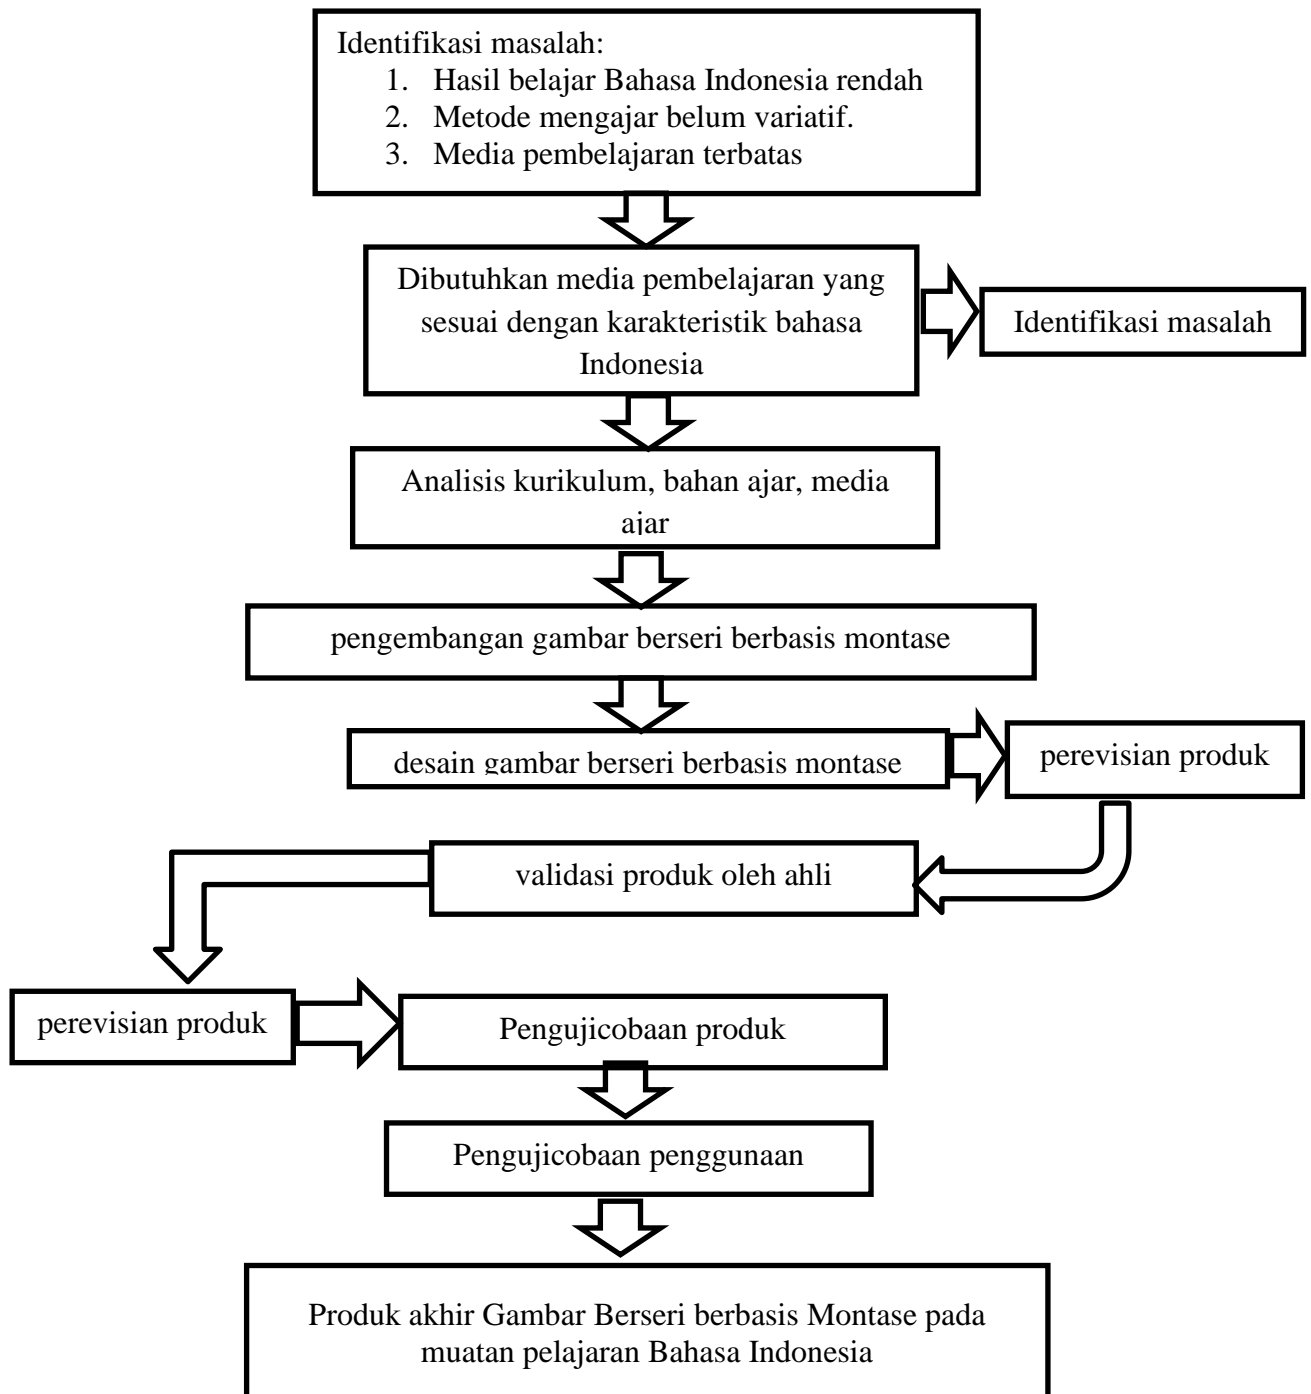 Identifikasi masalah:
1. Hasil belajar Bahasa Indonesia rendah
2. Metode mengajar belum variatif.
3. Media pembelajaran terbatas
Dibutuhkan media pembelajaran yang
sesuai dengan karakteristik bahasa
Indonesia
Identifikasi masalah
Analisis kurikulum, bahan ajar, media
ajar
pengembangan gambar berseri berbasis montase
desain gambar berseri berbasis montase
perevisian produk
validasi produk oleh ahli
perevisian produk
Pengujicobaan produk
Pengujicobaan penggunaan
Produk akhir Gambar Berseri berbasis Montase pada
muatan pelajaran Bahasa Indonesia